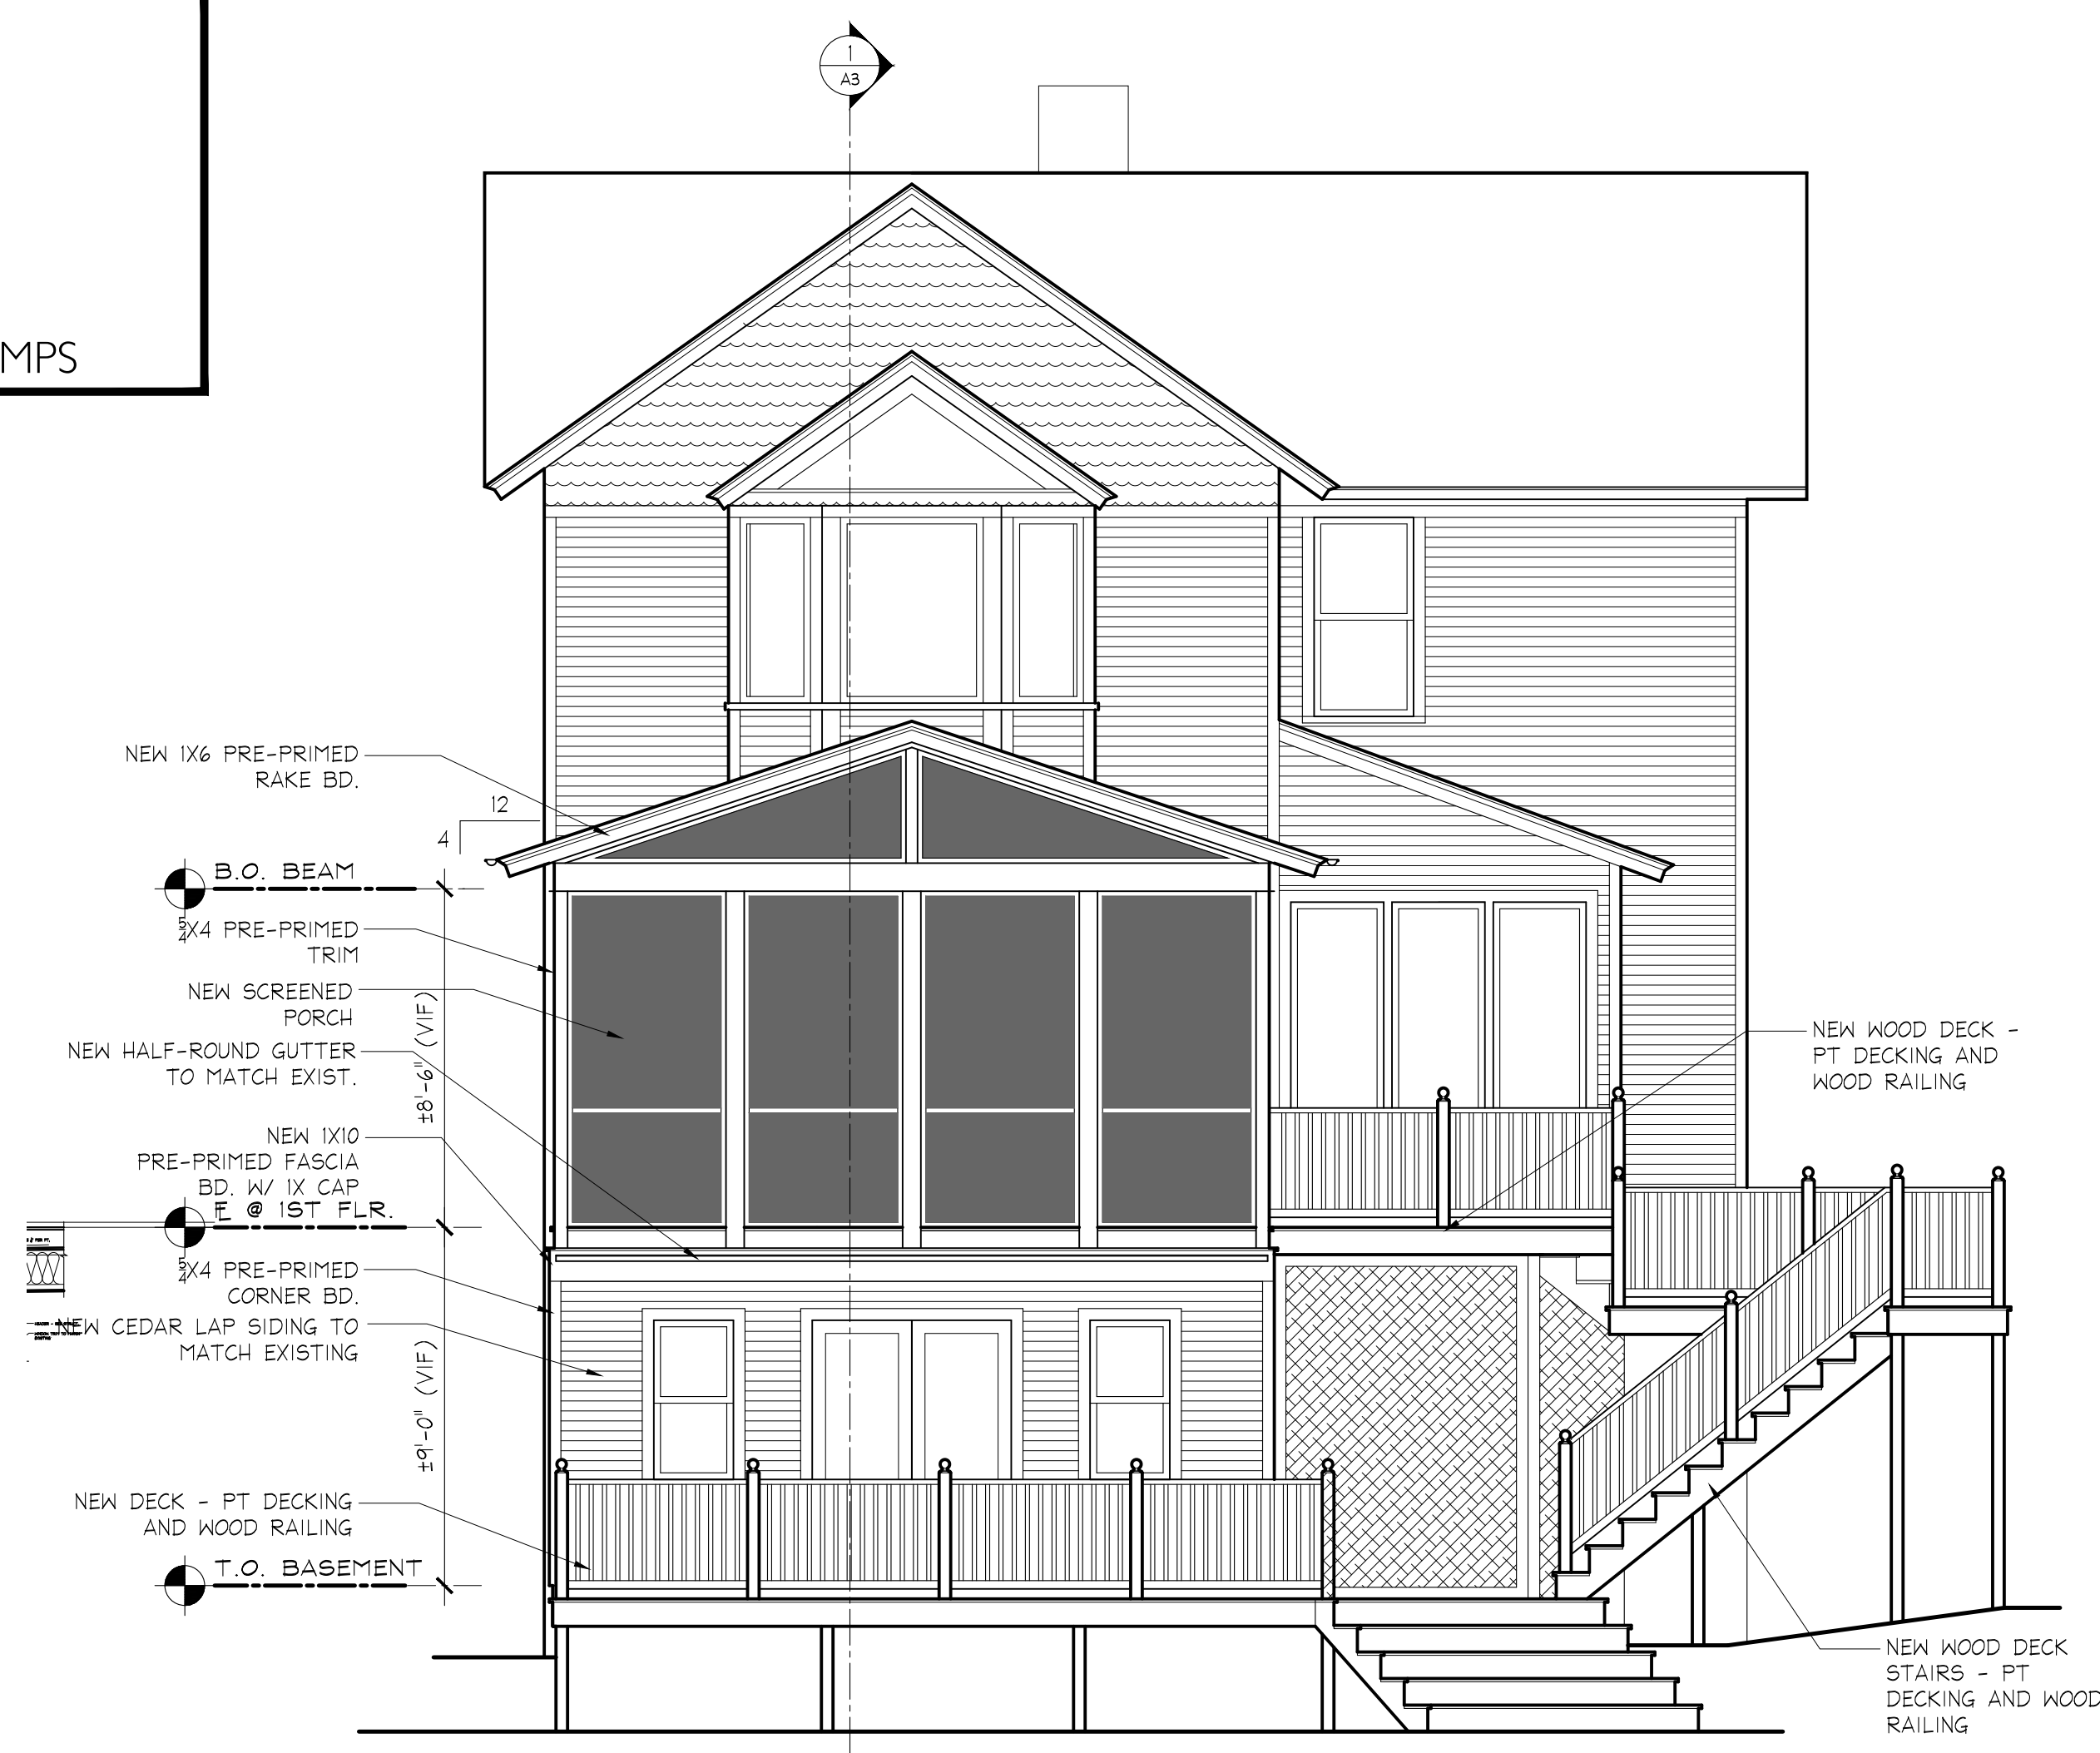 1
A3
MPS
NEW 1X6 PRE-PRIMED
RAKE BD.
12
4
B.O. BEAM
5/4X4 PRE-PRIMED
TRIM
NEW SCREENED
PORCH
±8'-6" (VIF)
NEW HALF-ROUND GUTTER
TO MATCH EXIST.
NEW WOOD DECK -
PT DECKING AND
WOOD RAILING
NEW 1X10
PRE-PRIMED FASCIA
BD. W/ 1X CAP
F @ 1ST FLR.
5/4X4 PRE-PRIMED
CORNER BD.
NEW CEDAR LAP SIDING TO
MATCH EXISTING
±9'-0" (VIF)
NEW DECK - PT DECKING
AND WOOD RAILING
T.O. BASEMENT
NEW WOOD DECK
STAIRS - PT
DECKING AND WOOD
RAILING